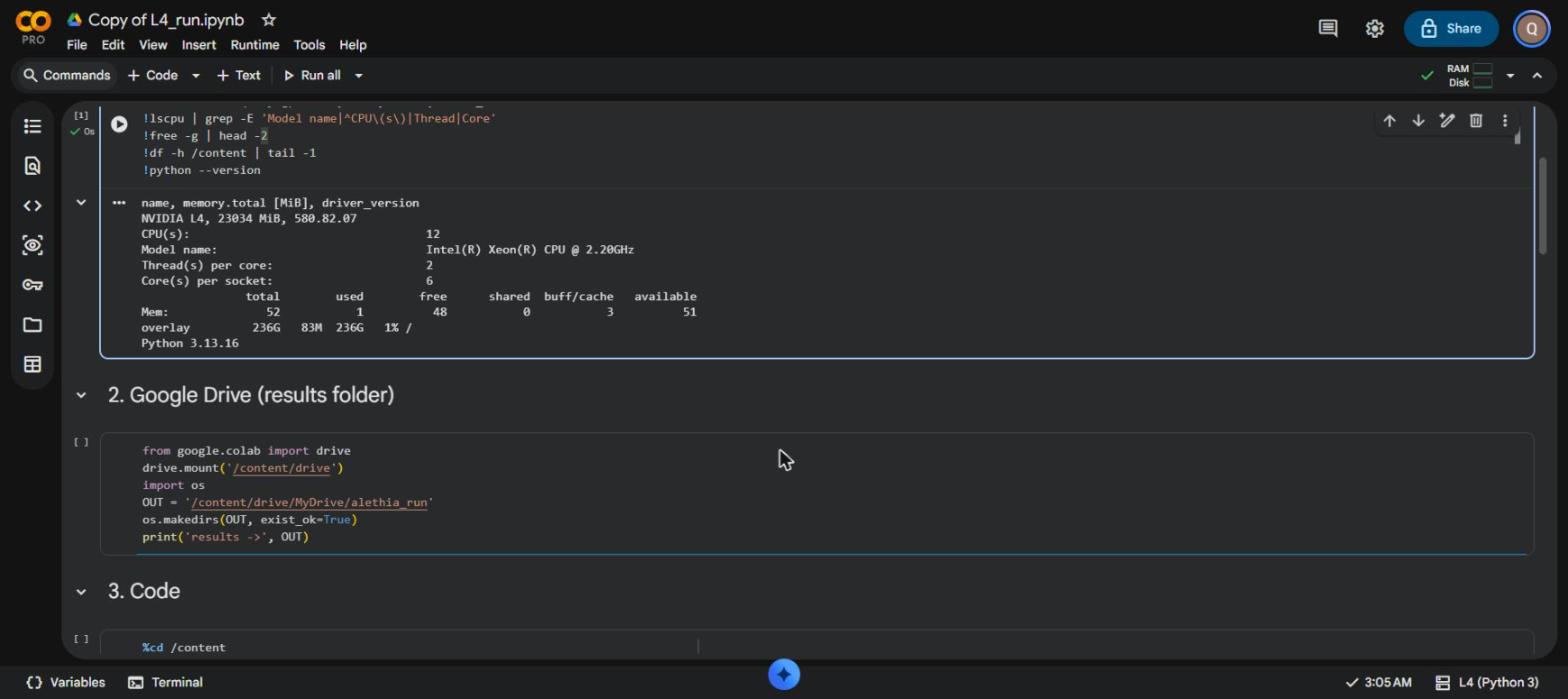 CO
PRO
Copy of L4_run.ipynb
File Edit View Insert Runtime Tools Help
Share
Q
Commands + Code + Text Run all
RAM
Disk
[1]
0s
!lscpu | grep -E 'Model name|^CPU\(s\)|Thread|Core'
!free -g | head -2
!df -h /content | tail -1
!python --version
name, memory.total [MiB], driver_version
NVIDIA L4, 23034 MiB, 580.82.07
CPU(s): 12
Model name: Intel(R) Xeon(R) CPU @ 2.20GHz
Thread(s) per core: 2
Core(s) per socket: 6
total used free shared buff/cache available
Mem: 52 1 48 0 3 51
overlay 236G 83M 236G 1% /
Python 3.13.16
2. Google Drive (results folder)
[ ]
from google.colab import drive
drive.mount('/content/drive')
import os
OUT = '/content/drive/MyDrive/alethia_run'
os.makedirs(OUT, exist_ok=True)
print('results ->', OUT)
3. Code
[ ]
%cd /content
{} Variables Terminal
3:05 AM L4 (Python 3)